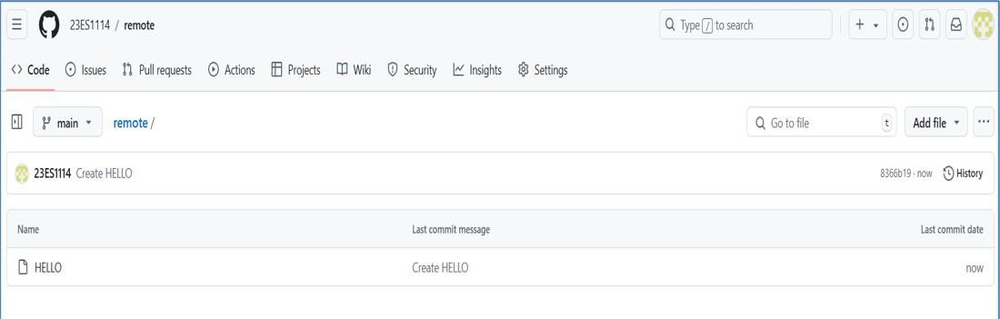 23ES1114 / remote
Type / to search
Code Issues Pull requests Actions Projects Wiki Security Insights Settings
main remote / Go to file t Add file
23ES1114 Create HELLO 8366b19 · now History
Name Last commit message Last commit date
HELLO Create HELLO now